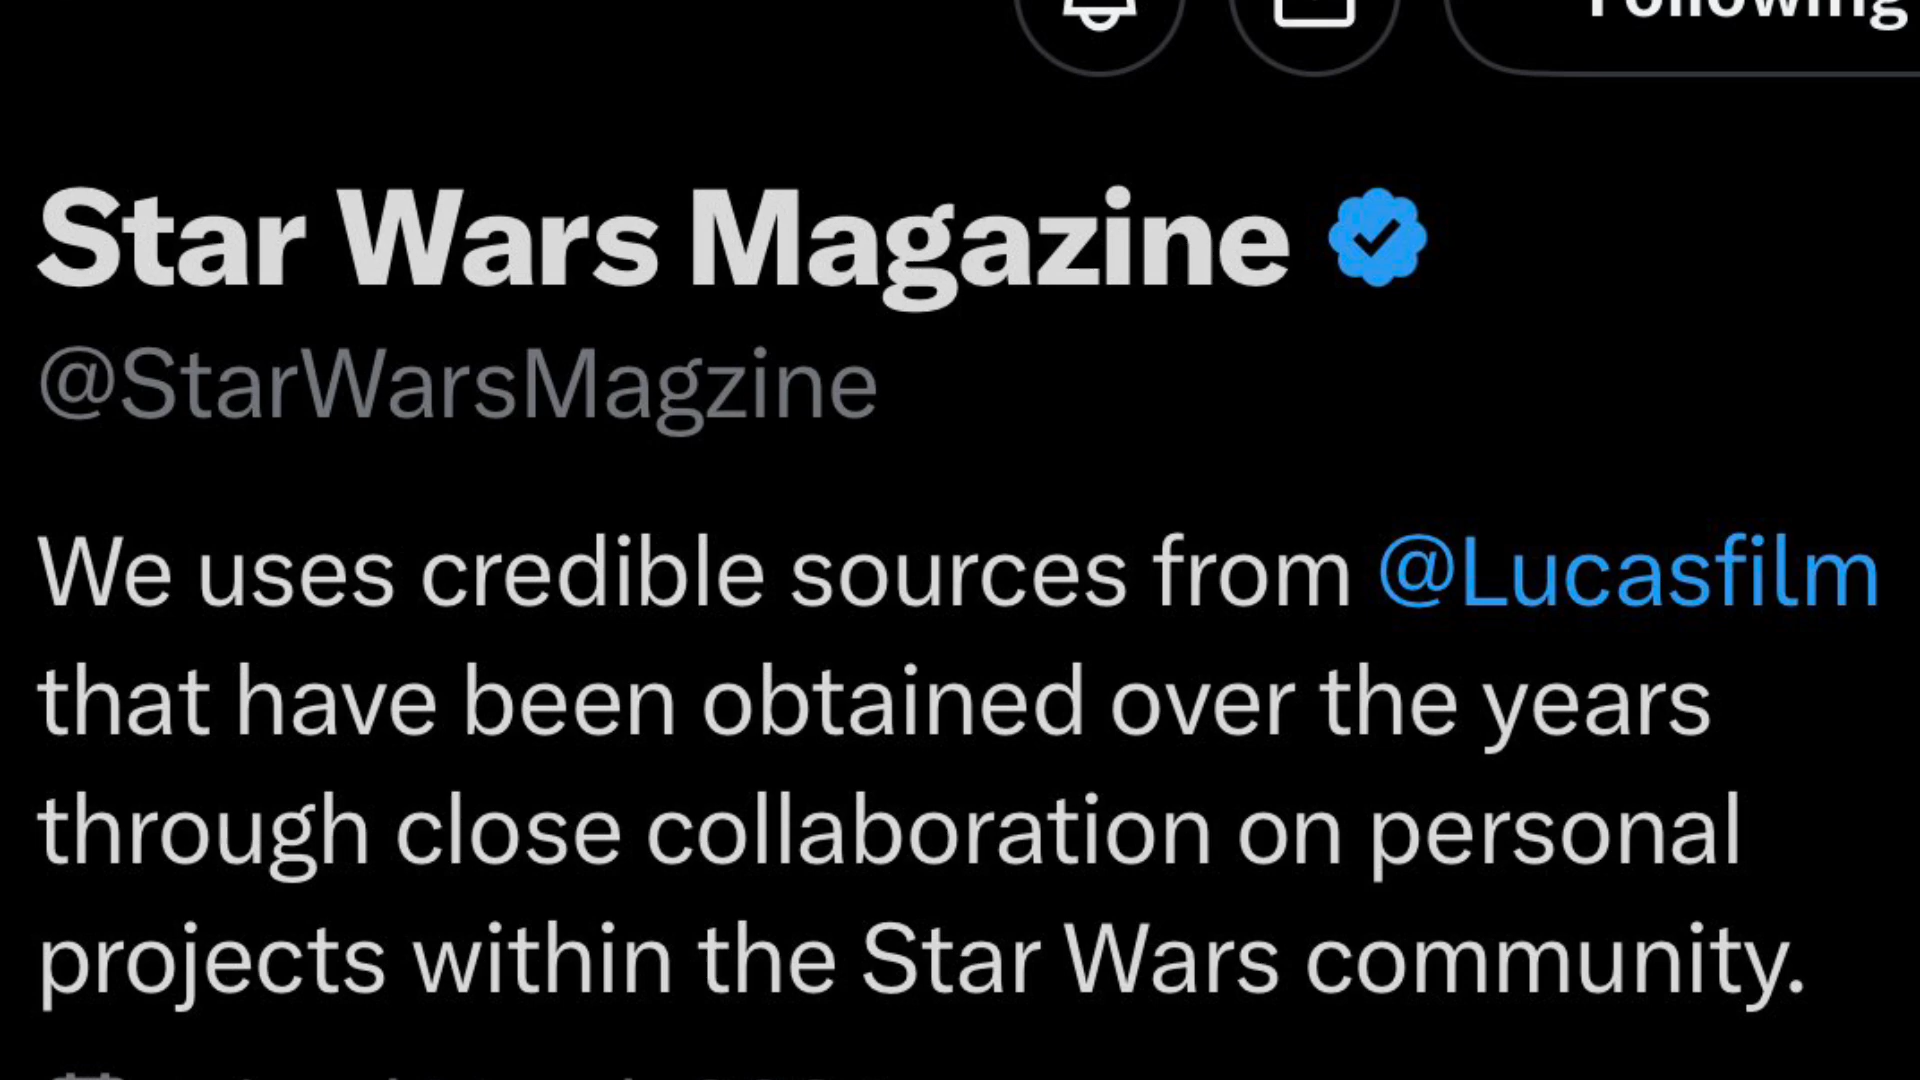 Following
Star Wars Magazine
@StarWarsMagzine
We uses credible sources from @Lucasfilm
that have been obtained over the years
through close collaboration on personal
projects within the Star Wars community.